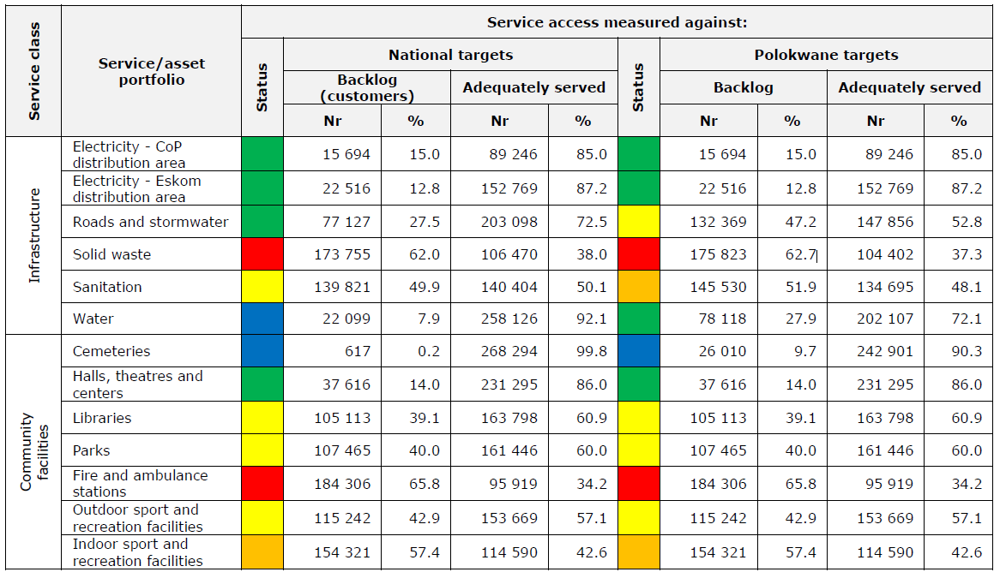 Service class
Service/asset
portfolio
Service access measured against:
Status
National targets
Status
Polokwane targets
Backlog
(customers)
Adequately served
Backlog
Adequately served
Nr % Nr % Nr % Nr %
Infrastructure
Electricity - CoP
distribution area
15 694 15.0 89 246 85.0 15 694 15.0 89 246 85.0
Electricity - Eskom
distribution area
22 516 12.8 152 769 87.2 22 516 12.8 152 769 87.2
Roads and stormwater 77 127 27.5 203 098 72.5 132 369 47.2 147 856 52.8
Solid waste 173 755 62.0 106 470 38.0 175 823 62.7 104 402 37.3
Sanitation 139 821 49.9 140 404 50.1 145 530 51.9 134 695 48.1
Water 22 099 7.9 258 126 92.1 78 118 27.9 202 107 72.1
Community
facilities
Cemeteries 617 0.2 268 294 99.8 26 010 9.7 242 901 90.3
Halls, theatres and
centers
37 616 14.0 231 295 86.0 37 616 14.0 231 295 86.0
Libraries 105 113 39.1 163 798 60.9 105 113 39.1 163 798 60.9
Parks 107 465 40.0 161 446 60.0 107 465 40.0 161 446 60.0
Fire and ambulance
stations
184 306 65.8 95 919 34.2 184 306 65.8 95 919 34.2
Outdoor sport and
recreation facilities
115 242 42.9 153 669 57.1 115 242 42.9 153 669 57.1
Indoor sport and
recreation facilities
154 321 57.4 114 590 42.6 154 321 57.4 114 590 42.6